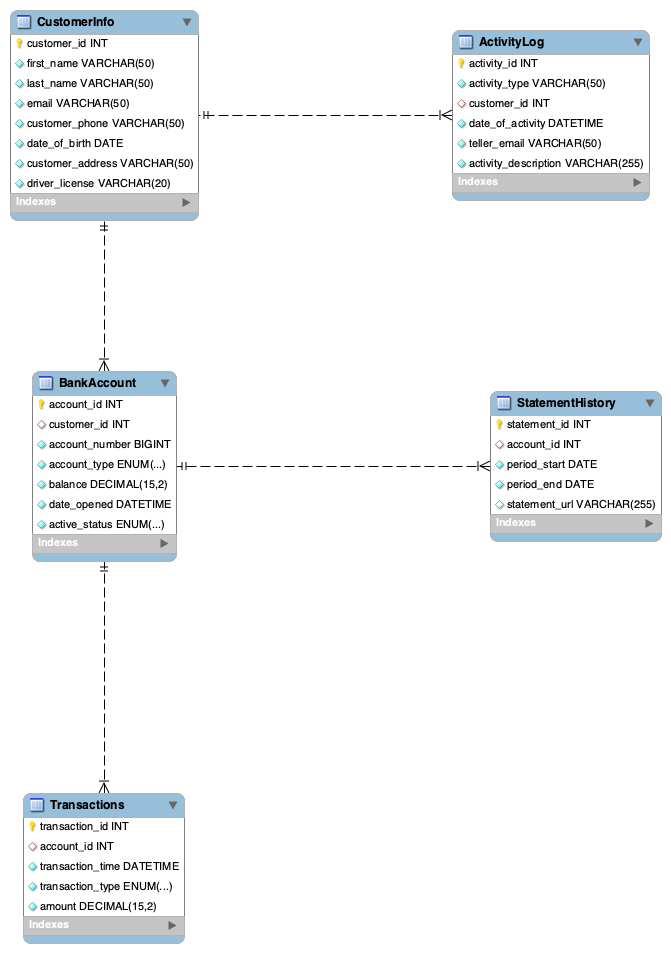 CustomerInfo
customer_id INT
first_name VARCHAR(50)
last_name VARCHAR(50)
email VARCHAR(50)
customer_phone VARCHAR(50)
date_of_birth DATE
customer_address VARCHAR(50)
driver_license VARCHAR(20)
Indexes
ActivityLog
activity_id INT
activity_type VARCHAR(50)
customer_id INT
date_of_activity DATETIME
teller_email VARCHAR(50)
activity_description VARCHAR(255)
Indexes
BankAccount
account_id INT
customer_id INT
account_number BIGINT
account_type ENUM(...)
balance DECIMAL(15,2)
date_opened DATETIME
active_status ENUM(...)
Indexes
StatementHistory
statement_id INT
account_id INT
period_start DATE
period_end DATE
statement_url VARCHAR(255)
Indexes
Transactions
transaction_id INT
account_id INT
transaction_time DATETIME
transaction_type ENUM(...)
amount DECIMAL(15,2)
Indexes